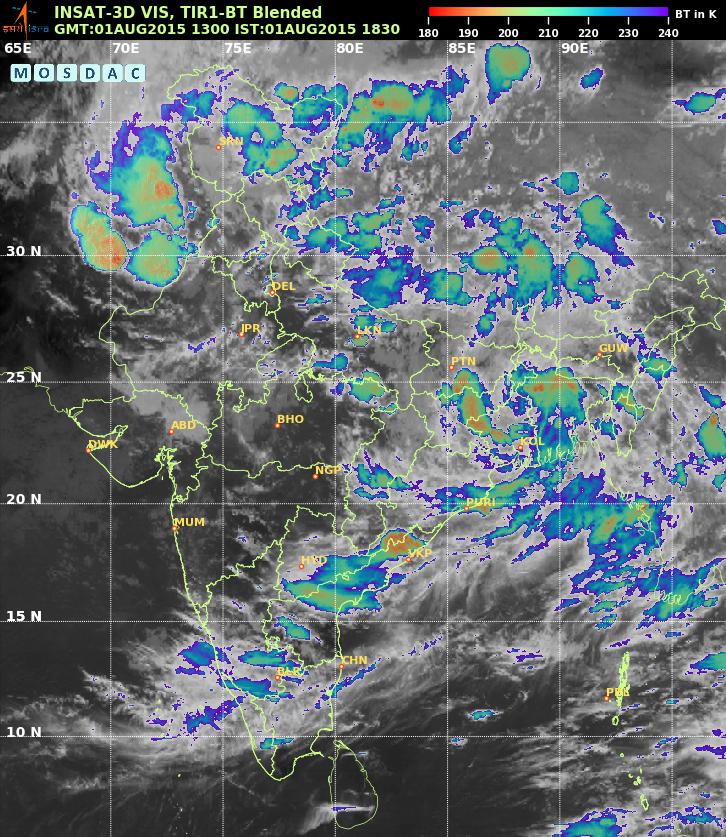 INSAT-3D VIS, TIR1-BT Blended
GMT:01AUG2015 1300 IST:01AUG2015 1830
BT in K
180 190 200 210 220 230 240
65E 70E 75E 80E 85E 90E
M O S D A C
SRN
30 N
DEL
JPR LKN
GUW
PTN
25 N
ABD BHO
DWK KOL
NGP
20 N PURI
MUM
VKP
HYD
15 N
CHN
BLR
PBL
10 N